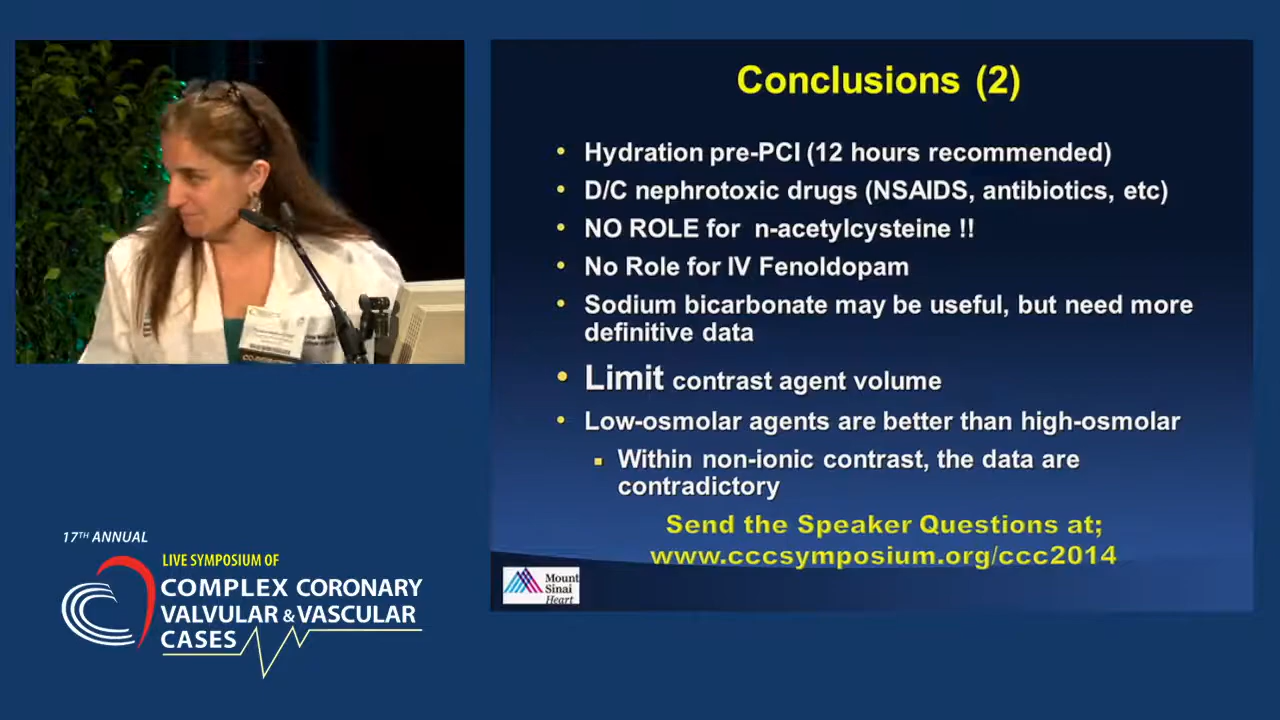 Conclusions (2)
• Hydration pre-PCI (12 hours recommended)
• D/C nephrotoxic drugs (NSAIDS, antibiotics, etc)
• NO ROLE for n-acetylcysteine !!
• No Role for IV Fenoldopam
• Sodium bicarbonate may be useful, but need more
definitive data
• Limit contrast agent volume
• Low-osmolar agents are better than high-osmolar
▪ Within non-ionic contrast, the data are
contradictory
Send the Speaker Questions at;
www.cccsymposium.org/ccc2014
Mount
Sinai
Heart
17TH ANNUAL
LIVE SYMPOSIUM OF
COMPLEX CORONARY
VALVULAR & VASCULAR
CASES